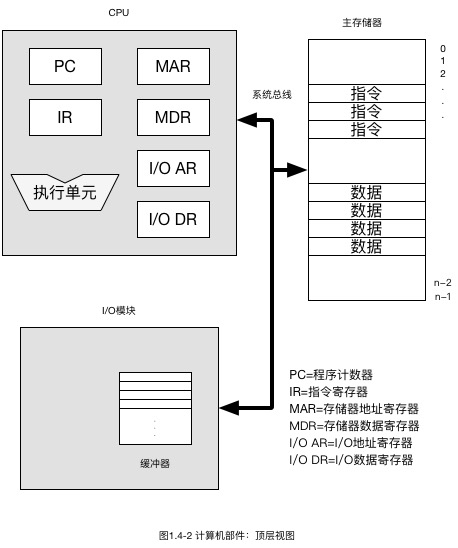 CPU
主存储器
PC
MAR
IR
MDR
执行单元
I/O AR
I/O DR
系统总线
0
1
2
.
.
.
指令
指令
指令
数据
数据
数据
数据
n-2
n-1
I/O模块
.
.
.
缓冲器
PC=程序计数器
IR=指令寄存器
MAR=存储器地址寄存器
MDR=存储器数据寄存器
I/O AR=I/O地址寄存器
I/O DR=I/O数据寄存器
图1.4-2 计算机部件：顶层视图